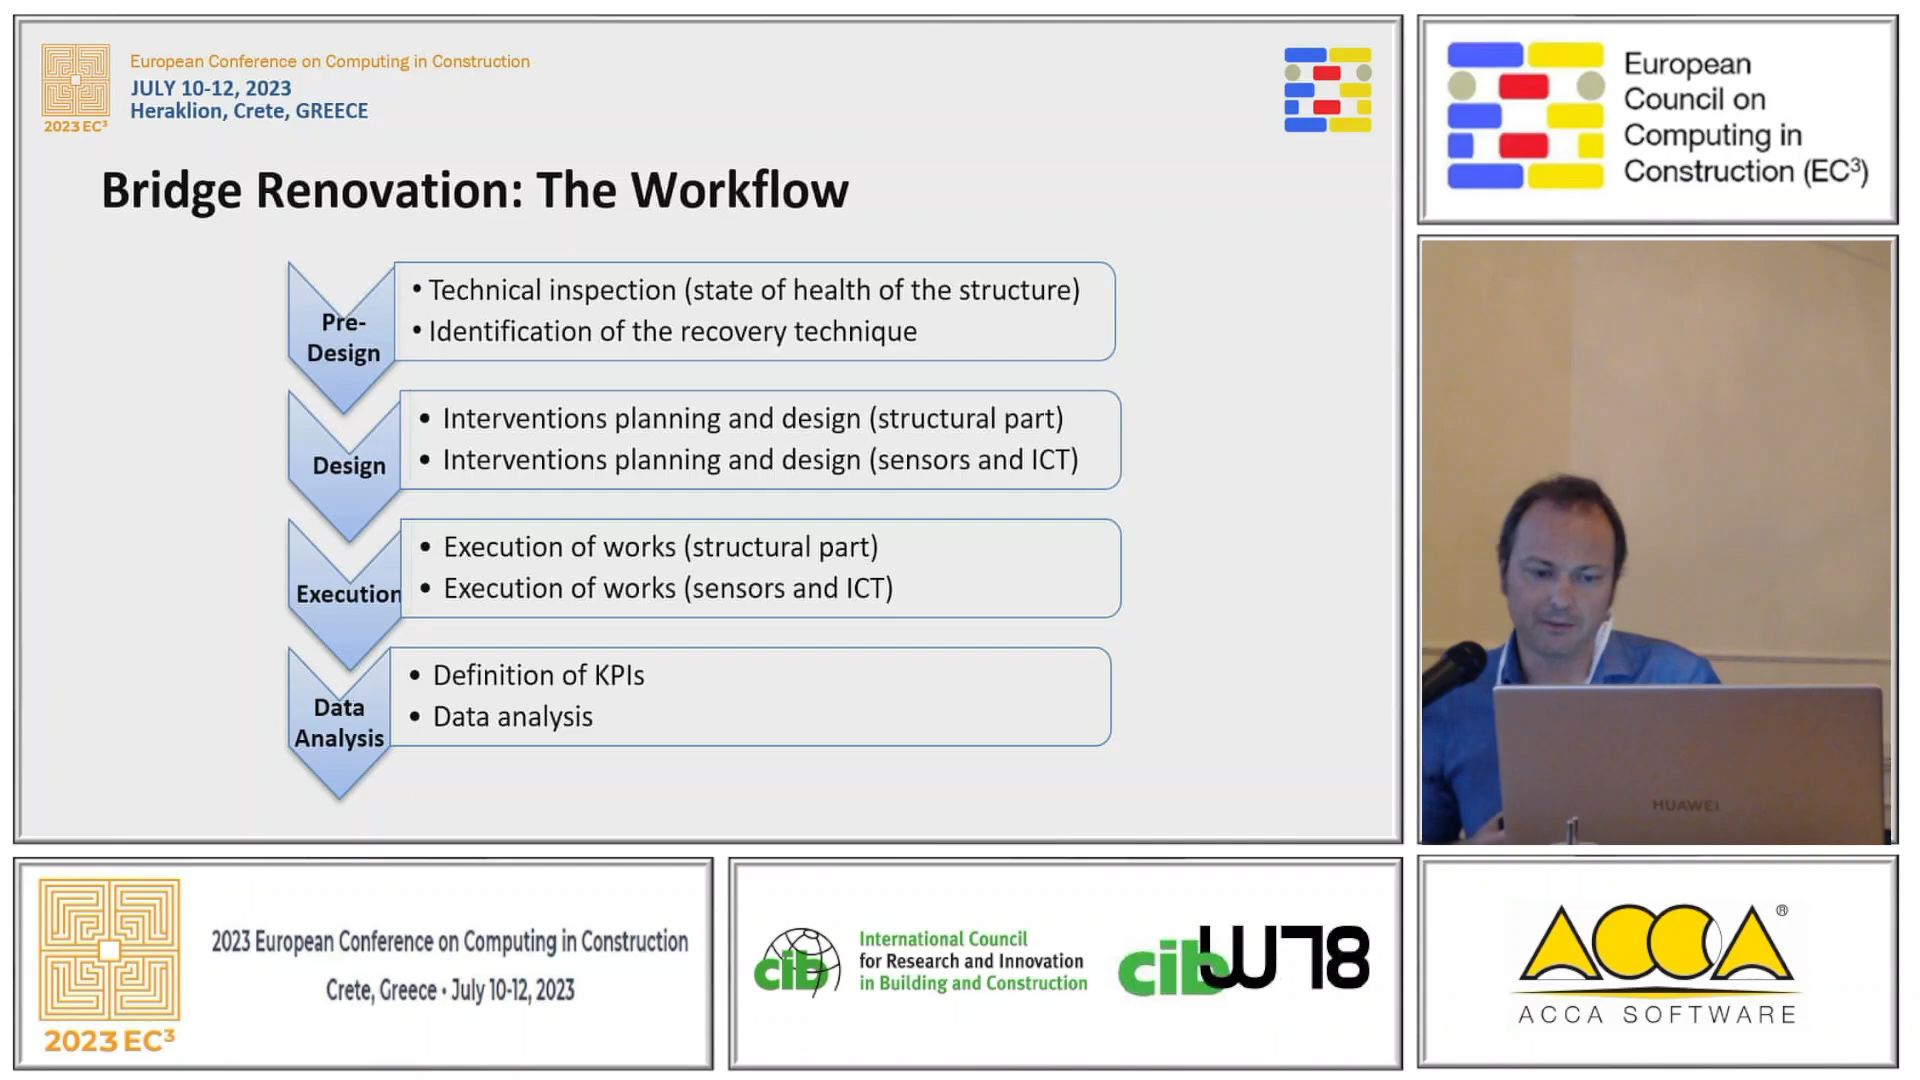 European Conference on Computing in Construction
JULY 10-12, 2023
Heraklion, Crete, GREECE
2023 EC³
Bridge Renovation: The Workflow
Pre-
Design
• Technical inspection (state of health of the structure)
• Identification of the recovery technique
Design
• Interventions planning and design (structural part)
• Interventions planning and design (sensors and ICT)
Execution
• Execution of works (structural part)
• Execution of works (sensors and ICT)
Data
Analysis
• Definition of KPIs
• Data analysis
European
Council on
Computing in
Construction (EC³)
HUAWEI
2023 European Conference on Computing in Construction
Crete, Greece • July 10-12, 2023
2023 EC³
cib
International Council
for Research and Innovation
in Building and Construction
cib W78
ACCA ®
ACCA SOFTWARE